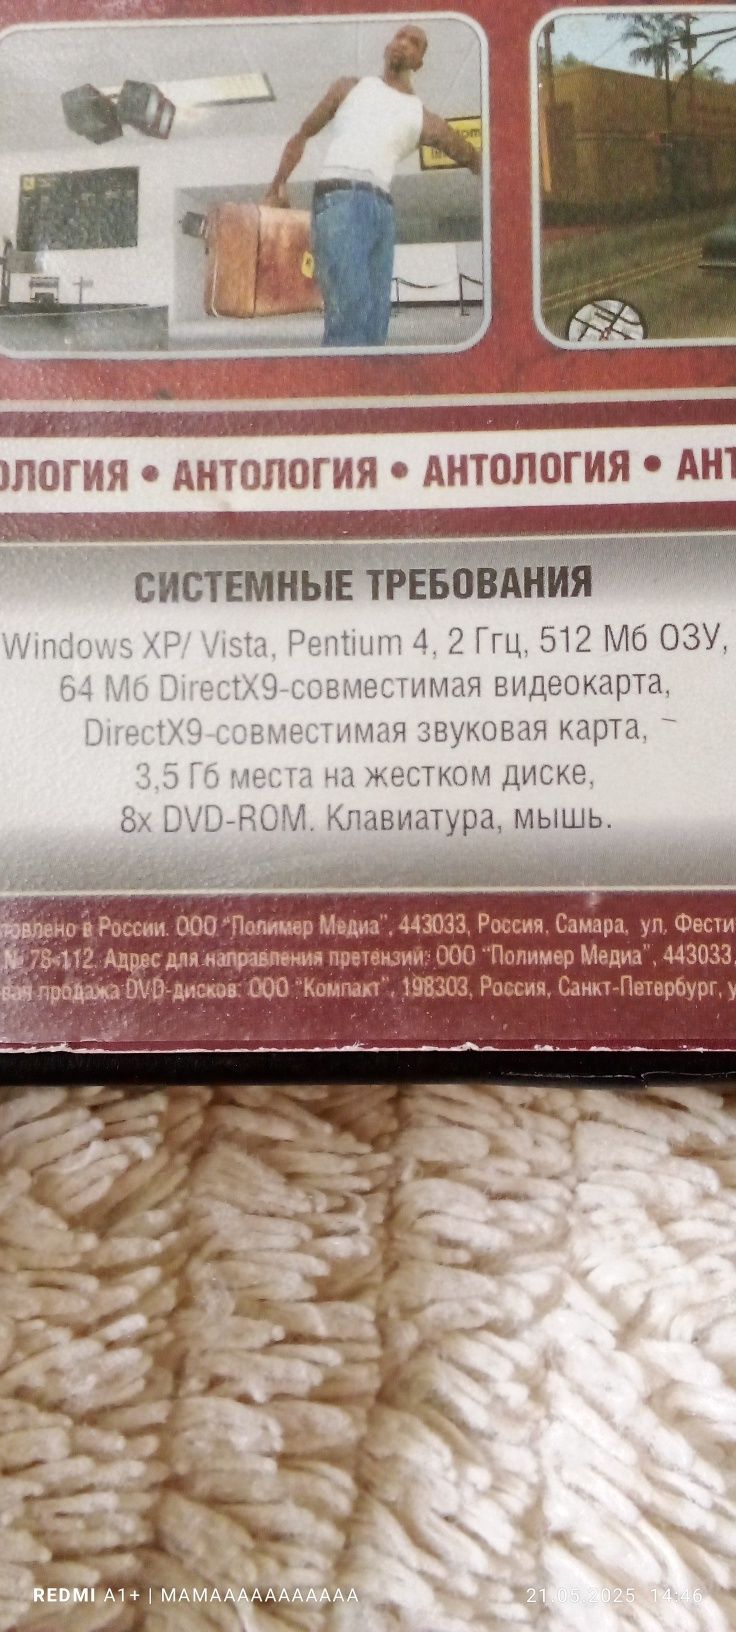 АНТОЛОГИЯ • АНТОЛОГИЯ •
СИСТЕМНЫЕ ТРЕБОВАНИЯ
Windows XP/ Vista, Pentium 4, 2 Ггц, 512 Мб ОЗУ,
64 Мб DirectX9-совместимая видеокарта,
DirectX9-совместимая звуковая карта,
3,5 Гб места на жестком диске,
8x DVD-ROM. Клавиатура, мышь.
товлено в России. ООО "Полимер Медиа", 443033, Россия, Самара, ул. Фести
№ 78-112. Адрес для направления претензий: ООО "Полимер Медиа", 443033,
вая продажа DVD-дисков: ООО "Компакт", 198303, Россия, Санкт-Петербург, у
REDMI A1+ | МАМАAAAAAAAAA
21.05.2025 14:46